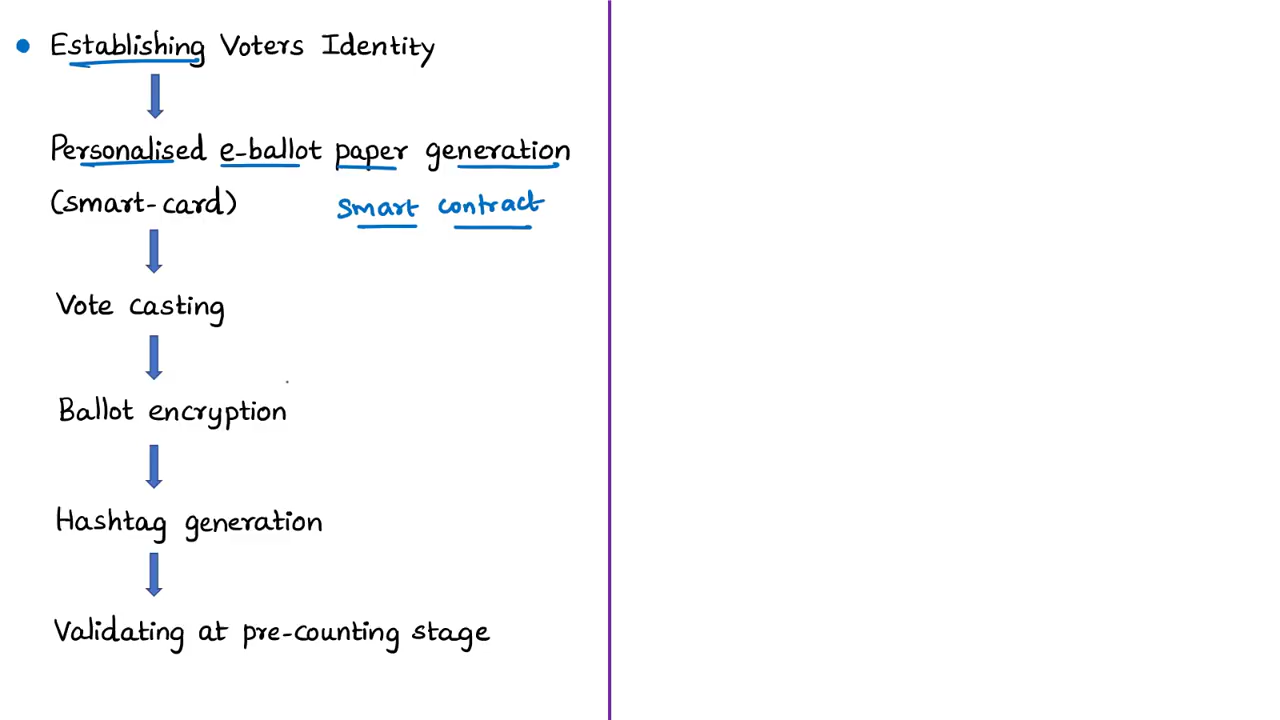 Establishing Voters Identity
Personalised e-ballot paper generation
(smart-card) smart contract
Vote casting
Ballot encryption
Hashtag generation
Validating at pre-counting stage